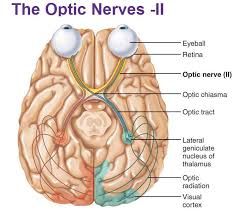 The Optic Nerves -II
Eyeball
Retina
Optic nerve (II)
Optic chiasma
Optic tract
Lateral
geniculate
nucleus of
thalamus
Optic
radiation
Visual
cortex